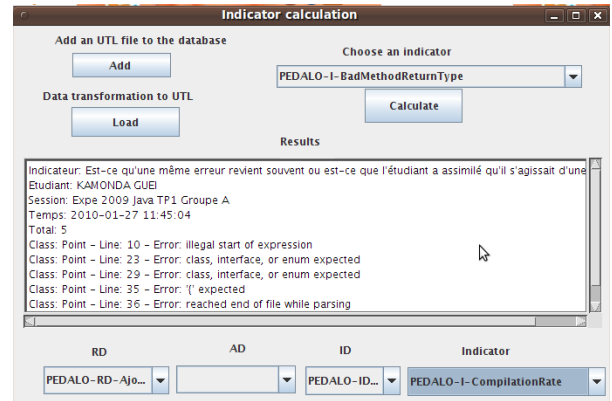 Indicator calculation
Add an UTL file to the database
Add
Choose an indicator
PEDALO-I-BadMethodReturnType
Calculate
Data transformation to UTL
Load
Results
Indicateur: Est-ce qu'une même erreur revient souvent ou est-ce que l'étudiant a assimilé qu'il s'agissait d'une
Etudiant: KAMONDA GUEI
Session: Expe 2009 Java TP1 Groupe A
Temps: 2010-01-27 11:45:04
Total: 5
Class: Point - Line: 10 - Error: illegal start of expression
Class: Point - Line: 23 - Error: class, interface, or enum expected
Class: Point - Line: 29 - Error: class, interface, or enum expected
Class: Point - Line: 35 - Error: '{' expected
Class: Point - Line: 36 - Error: reached end of file while parsing
RD AD ID Indicator
PEDALO-RD-Ajo... PEDALO-ID... PEDALO-I-CompilationRate